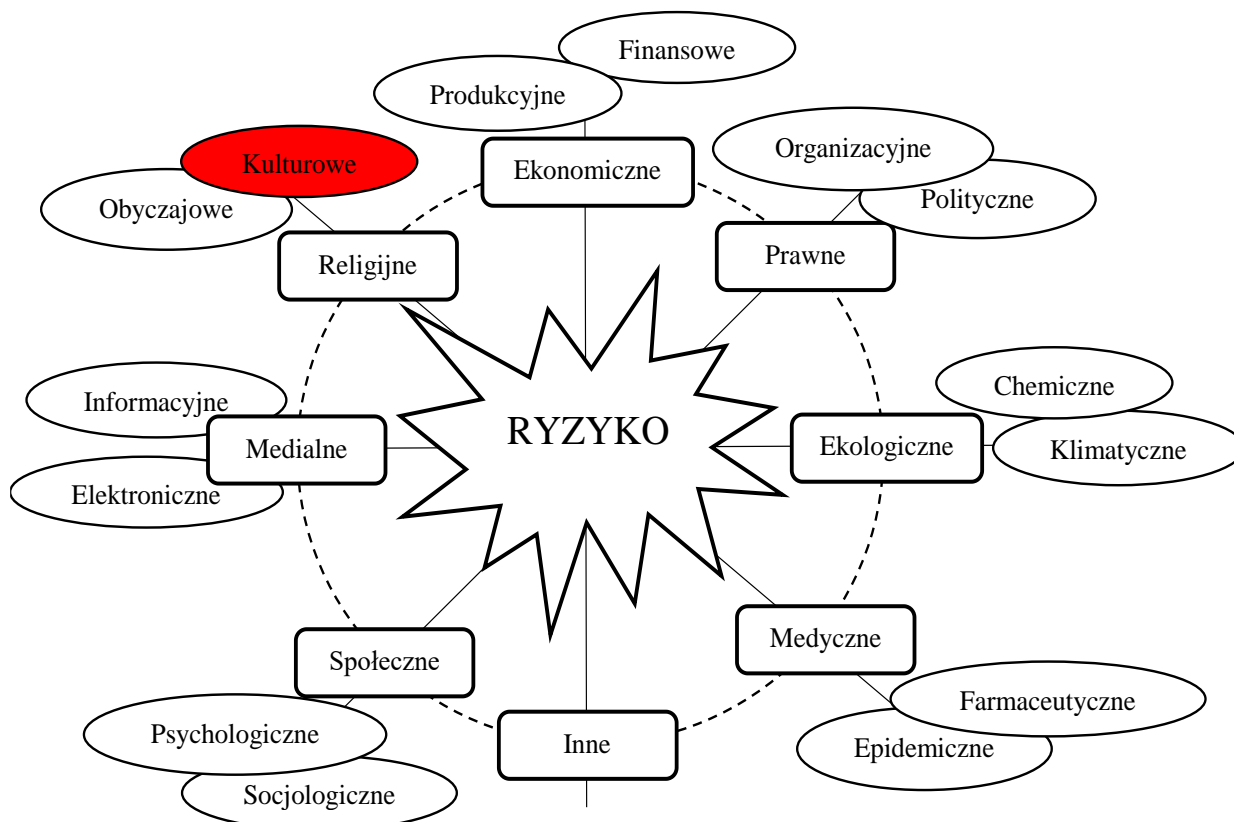 Finansowe
Produkcyjne
Organizacyjne
Kulturowe
Ekonomiczne
Polityczne
Obyczajowe
Religijne
Prawne
Chemiczne
Informacyjne
RYZYKO
Medialne
Ekologiczne
Klimatyczne
Elektroniczne
Medyczne
Społeczne
Farmaceutyczne
Psychologiczne
Inne
Epidemiczne
Socjologiczne